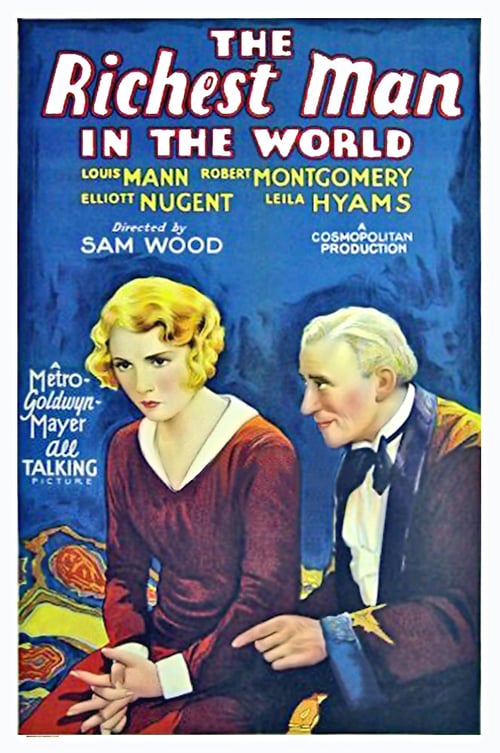 THE
Richest Man
IN THE WORLD
LOUIS MANN ROBERT MONTGOMERY
ELLIOTT NUGENT LEILA HYAMS
Directed by
SAM WOOD
A
COSMOPOLITAN
PRODUCTION
A
Metro-
Goldwyn-
Mayer
all
TALKING
PICTURE